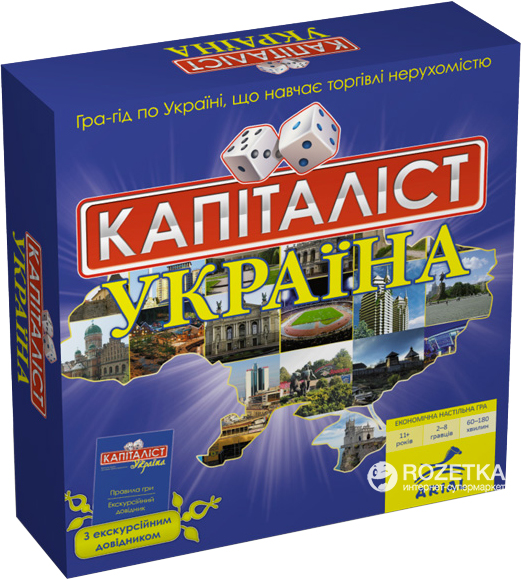 КАПІТАЛІСТ
УКРАЇНА
Гра-гід по Україні, що навчає торгівлі нерухомістю
КАПІТАЛІСТ
УКРАЇНА
КАПІТАЛІСТ
УКРАЇНА
КАПІТАЛІСТ
Україна
Правила гри
Екскурсійний
довідник
З екскурсійним
довідником
ЕКОНОМІЧНА НАСТІЛЬНА ГРА
11+
років
2–8
гравців
60–180
хвилин
ROZETKA
интернет-супермаркет